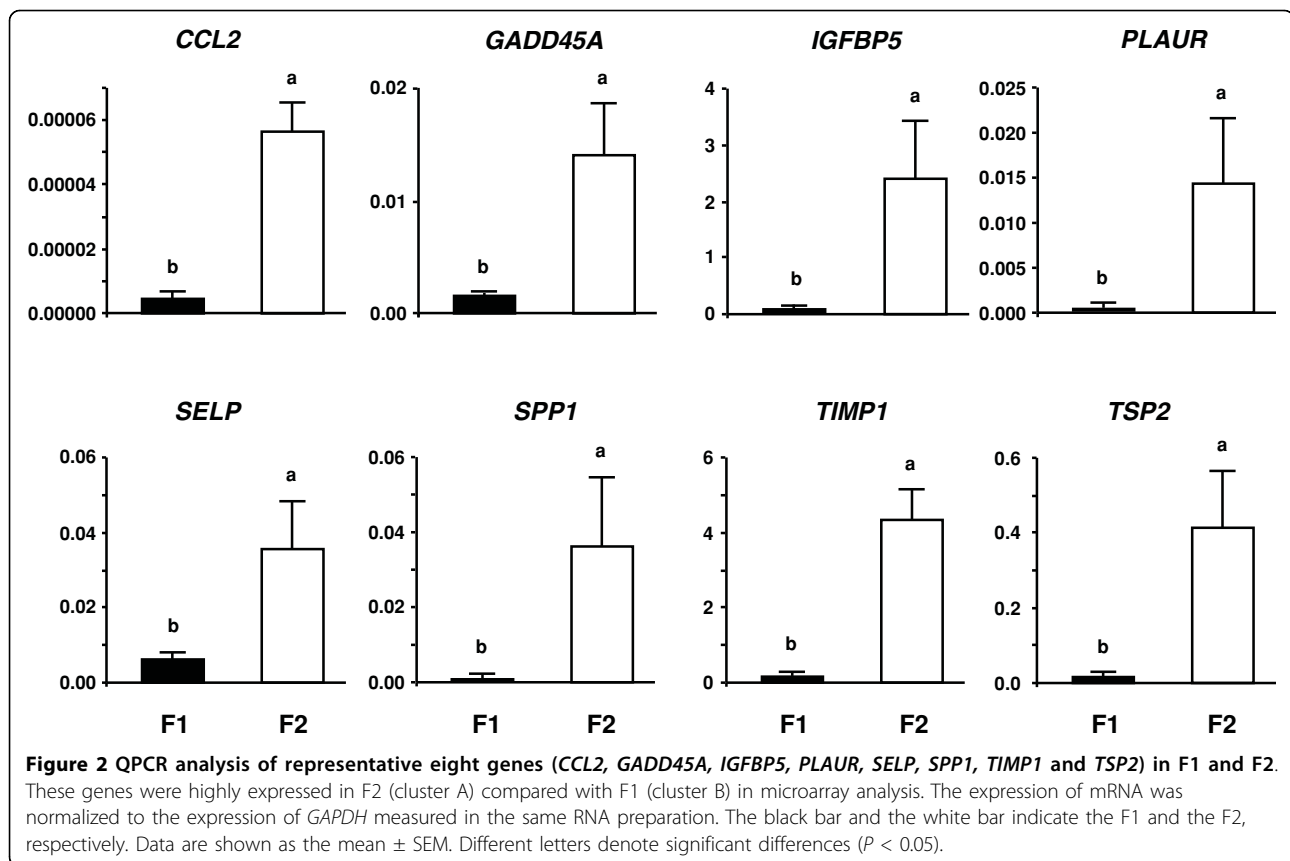 CCL2 GADD45A IGFBP5 PLAUR
0.00006
0.00004
0.00002
0.00000
b
a
0.02
0.01
0.00
b
a
4
3
2
1
0
b
a
0.025
0.020
0.015
0.010
0.005
0.000
b
a
SELP SPP1 TIMP1 TSP2
0.06
0.04
0.02
0.00
b
a
F1 F2
0.06
0.04
0.02
0.00
b
a
F1 F2
6
4
2
0
b
a
F1 F2
0.6
0.4
0.2
0.0
b
a
F1 F2
Figure 2 QPCR analysis of representative eight genes (CCL2, GADD45A, IGFBP5, PLAUR, SELP, SPP1, TIMP1 and TSP2) in F1 and F2.
These genes were highly expressed in F2 (cluster A) compared with F1 (cluster B) in microarray analysis. The expression of mRNA was
normalized to the expression of GAPDH measured in the same RNA preparation. The black bar and the white bar indicate the F1 and the F2,
respectively. Data are shown as the mean ± SEM. Different letters denote significant differences (P < 0.05).